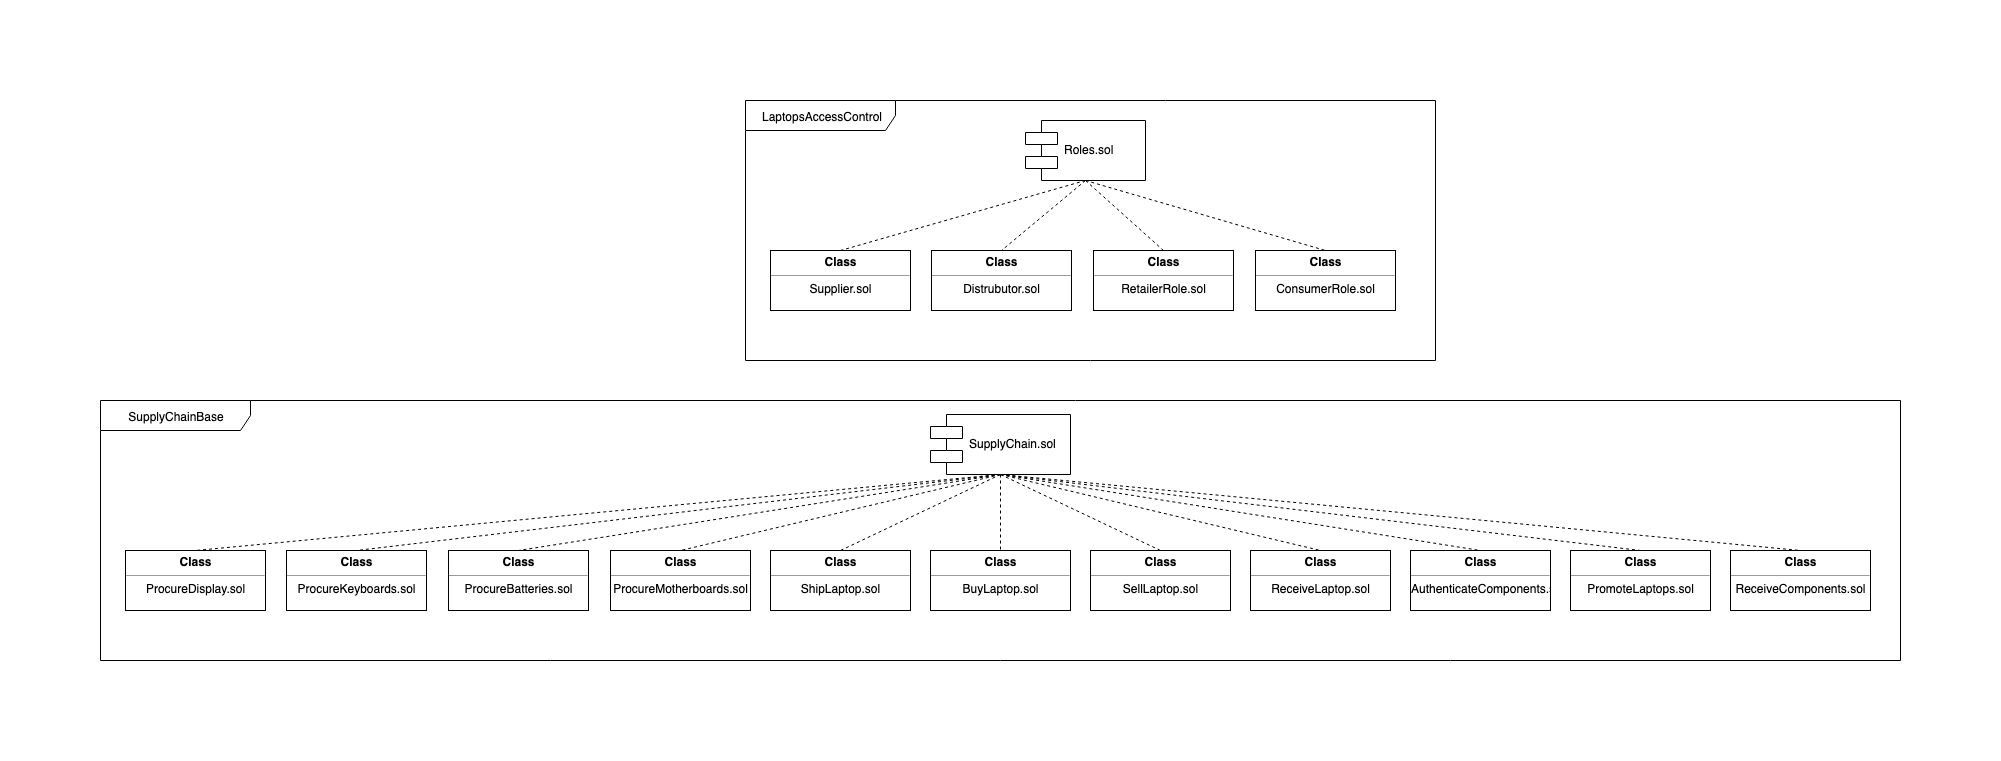 LaptopsAccessControl
Roles.sol
Class
Supplier.sol
Class
Distrubutor.sol
Class
RetailerRole.sol
Class
ConsumerRole.sol
SupplyChainBase
SupplyChain.sol
Class
ProcureDisplay.sol
Class
ProcureKeyboards.sol
Class
ProcureBatteries.sol
Class
ProcureMotherboards.sol
Class
ShipLaptop.sol
Class
BuyLaptop.sol
Class
SellLaptop.sol
Class
ReceiveLaptop.sol
Class
AuthenticateComponents.
Class
PromoteLaptops.sol
Class
ReceiveComponents.sol